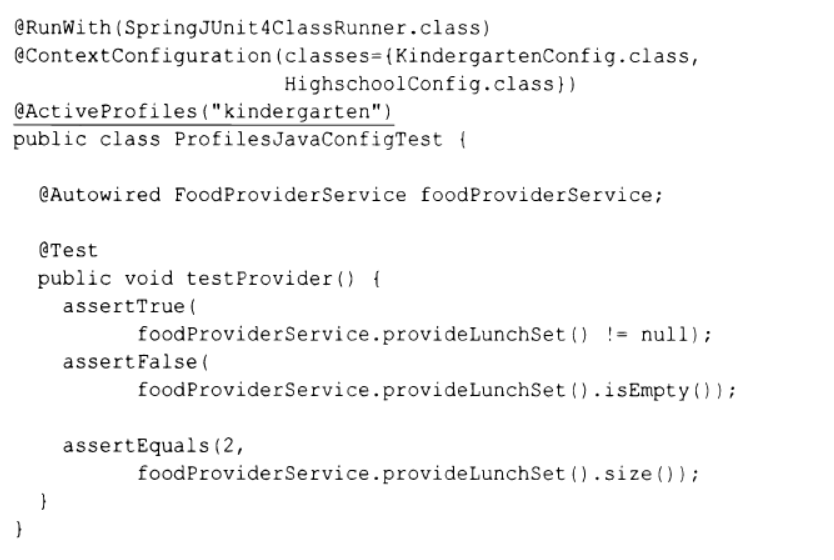 @RunWith(SpringJUnit4ClassRunner.class)
@ContextConfiguration(classes={KindergartenConfig.class,
HighschoolConfig.class})
@ActiveProfiles("kindergarten")
public class ProfilesJavaConfigTest {
@Autowired FoodProviderService foodProviderService;
@Test
public void testProvider() {
assertTrue(
foodProviderService.provideLunchSet() != null);
assertFalse(
foodProviderService.provideLunchSet().isEmpty());
assertEquals(2,
foodProviderService.provideLunchSet().size());
}
}